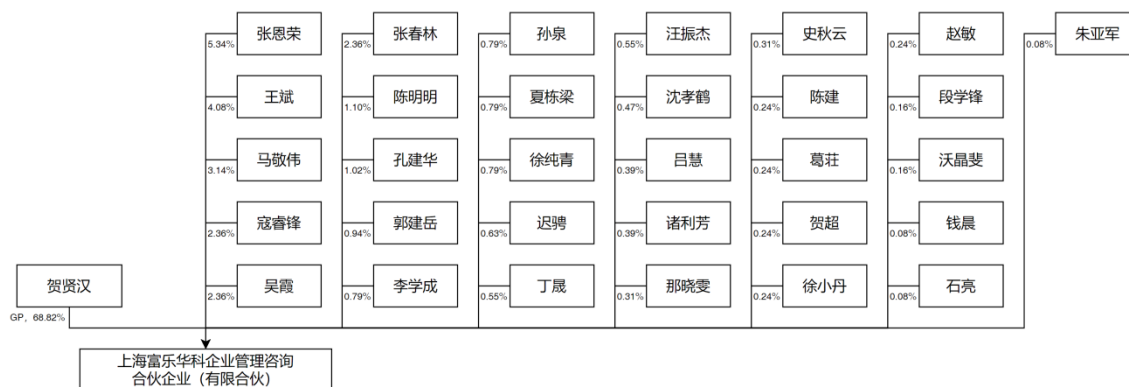 张恩荣
5.34%
张春林
2.36%
孙泉
0.79%
汪振杰
0.55%
史秋云
0.31%
赵敏
0.24%
朱亚军
0.08%
王斌
4.08%
陈明明
1.10%
夏栋梁
0.79%
沈孝鹤
0.47%
陈建
0.24%
段学锋
0.16%
马敬伟
3.14%
孔建华
1.02%
徐纯青
0.79%
吕慧
0.39%
葛荘
0.24%
沃晶斐
0.16%
寇睿锋
2.36%
郭建岳
0.94%
迟骋
0.63%
诸利芳
0.39%
贺超
0.24%
钱晨
0.08%
贺贤汉
GP，68.82%
吴霞
2.36%
李学成
0.79%
丁晟
0.55%
那晓雯
0.31%
徐小丹
0.24%
石亮
0.08%
上海富乐华科企业管理咨询
合伙企业（有限合伙）